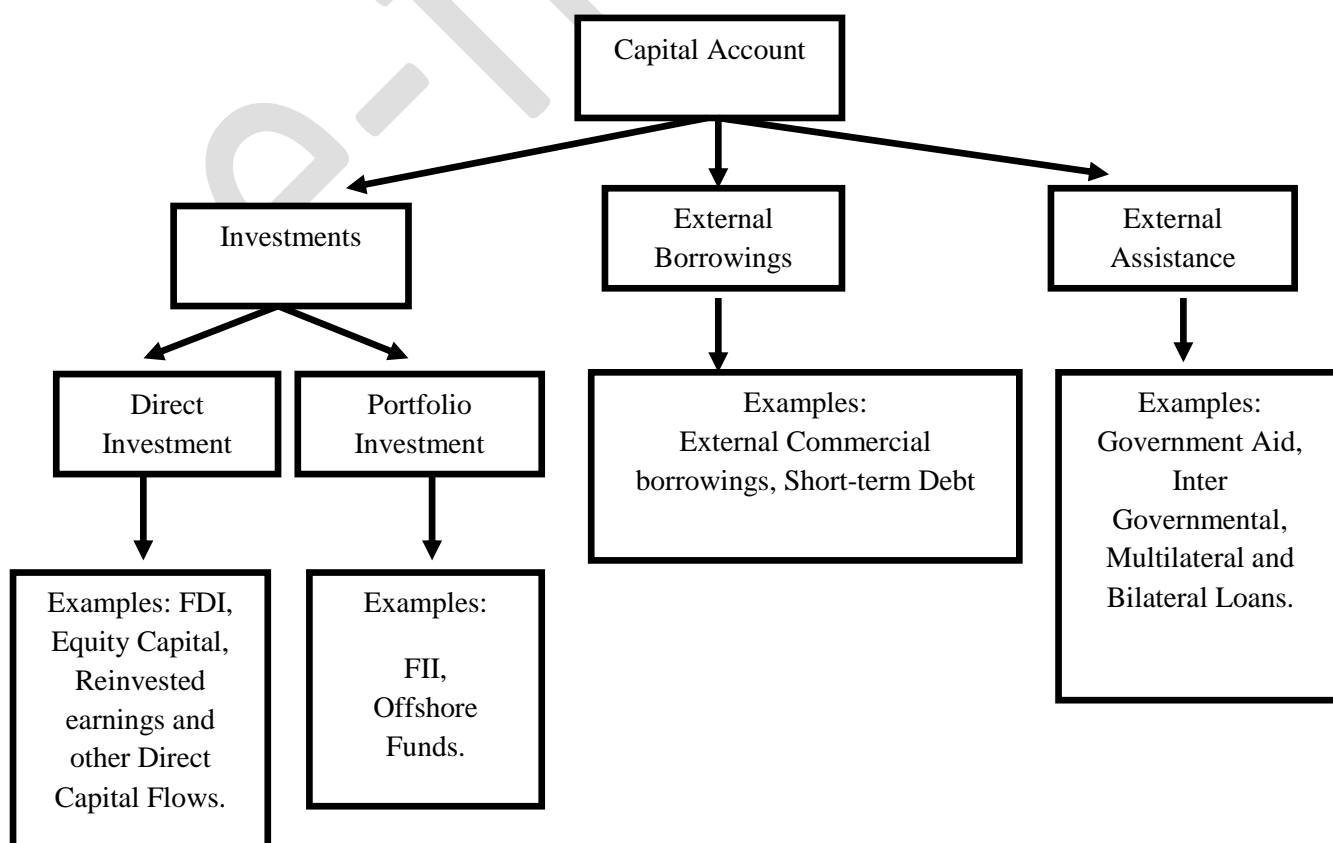 Capital Account
Investments
External
Borrowings
External
Assistance
Direct
Investment
Portfolio
Investment
Examples:
External Commercial
borrowings, Short-term Debt
Examples:
Government Aid,
Inter
Governmental,
Multilateral and
Bilateral Loans.
Examples: FDI,
Equity Capital,
Reinvested
earnings and
other Direct
Capital Flows.
Examples:
FII,
Offshore
Funds.